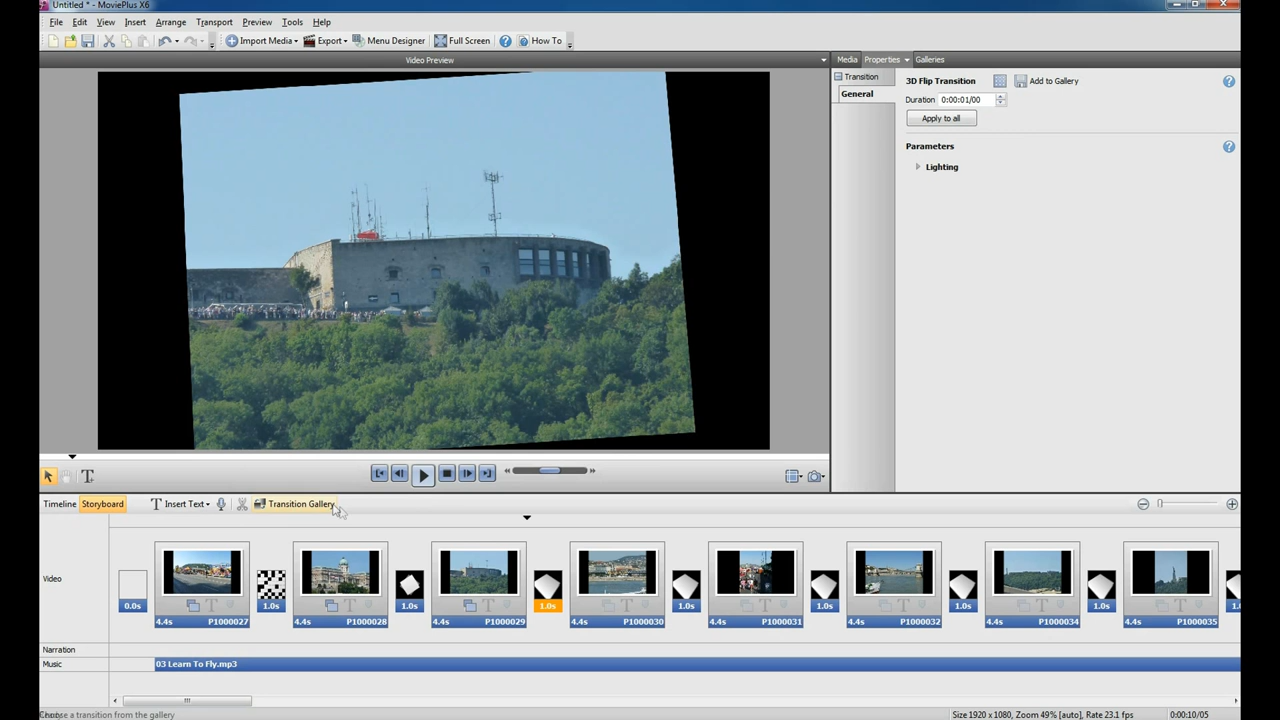 Untitled * - MoviePlus X6
File Edit View Insert Arrange Transport Preview Tools Help
Import Media Export Menu Designer Full Screen How To
Video Preview
Media Properties Galleries
Transition
General
3D Flip Transition
Add to Gallery
Duration 0:00:01/00
Apply to all
Parameters
Lighting
Timeline Storyboard Insert Text Transition Gallery
Video
0.0s 1.0s 1.0s 1.0s 1.0s 1.0s 1.0s 1.0s
4.4s P1000027 4.4s P1000028 4.4s P1000029 4.4s P1000030 4.4s P1000031 4.4s P1000032 4.4s P1000034 4.4s P1000035
Narration
Music
03 Learn To Fly.mp3
a transition from the gallery
Size 1920 x 1080, Zoom 49% [auto], Rate 23.1 fps
0:00:10/05